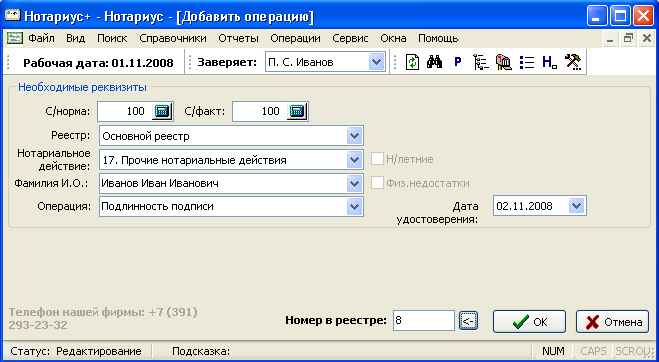 Нотариус+ - Нотариус - [Добавить операцию]
Файл Вид Поиск Справочники Отчеты Операции Сервис Окна Помощь
Рабочая дата: 01.11.2008 Заверяет: П. С. Иванов P H.
Необходимые реквизиты
С/норма: 100 С/факт: 100
Реестр: Основной реестр
Нотариальное действие: 17. Прочие нотариальные действия Н/летние
Фамилия И.О.: Иванов Иван Иванович Физ.недостатки
Операция: Подлинность подписи Дата удостоверения: 02.11.2008
Телефон нашей фирмы: +7 (391)
293-23-32
Номер в реестре: 8 <- OK Отмена
Статус: Редактирование Подсказка: NUM CAPS SCROLL